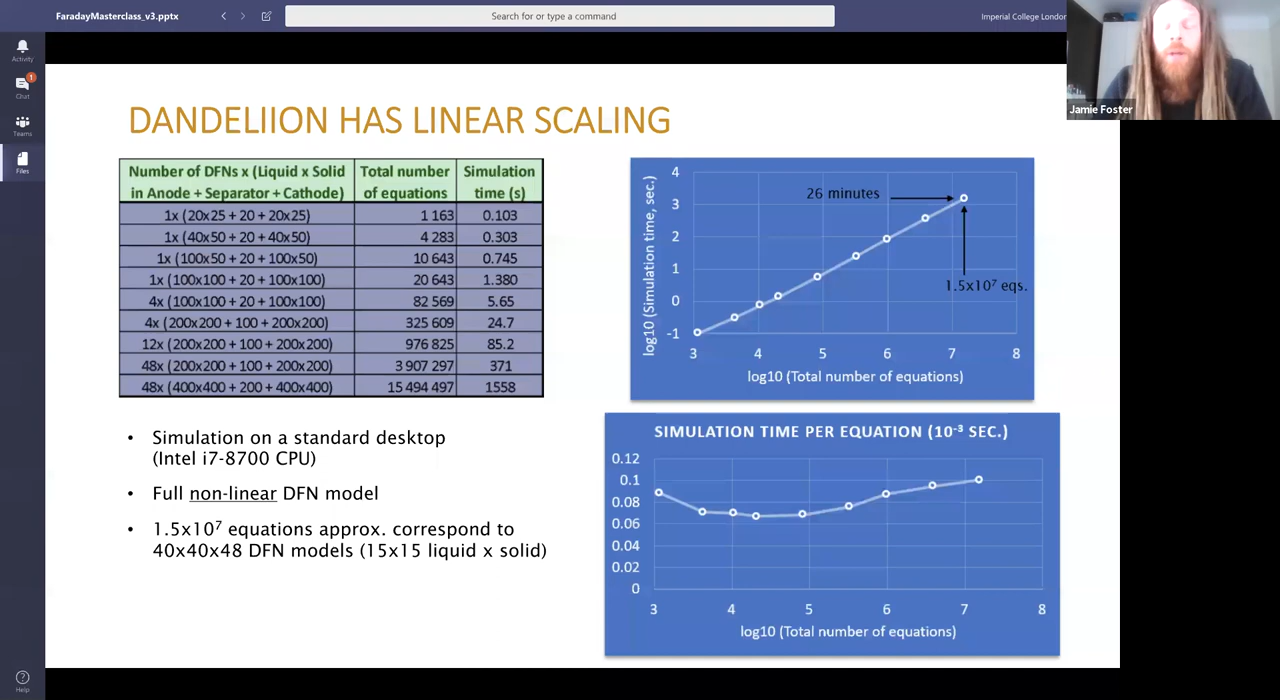 FaradayMasterclass_v3.pptx
Search for or type a command
Imperial College London
Jamie Foster
Activity
1
Chat
Teams
Files
Help
DANDELIION HAS LINEAR SCALING
Number of DFNs x (Liquid x Solid in Anode + Separator + Cathode) Total number of equations Simulation time (s)
1x (20x25 + 20 + 20x25) 1 163 0.103
1x (40x50 + 20 + 40x50) 4 283 0.303
1x (100x50 + 20 + 100x50) 10 643 0.745
1x (100x100 + 20 + 100x100) 20 643 1.380
4x (100x100 + 20 + 100x100) 82 569 5.65
4x (200x200 + 100 + 200x200) 325 609 24.7
12x (200x200 + 100 + 200x200) 976 825 85.2
48x (200x200 + 100 + 200x200) 3 907 297 371
48x (400x400 + 200 + 400x400) 15 494 497 1558
• Simulation on a standard desktop
(Intel i7-8700 CPU)
• Full non-linear DFN model
• 1.5x10⁷ equations approx. correspond to
40x40x48 DFN models (15x15 liquid x solid)
log10 (Simulation time, sec.)
4
3
2
1
0
-1
26 minutes
1.5x10⁷ eqs.
3 4 5 6 7 8
log10 (Total number of equations)
SIMULATION TIME PER EQUATION (10⁻³ SEC.)
0.12
0.1
0.08
0.06
0.04
0.02
0
3 4 5 6 7 8
log10 (Total number of equations)